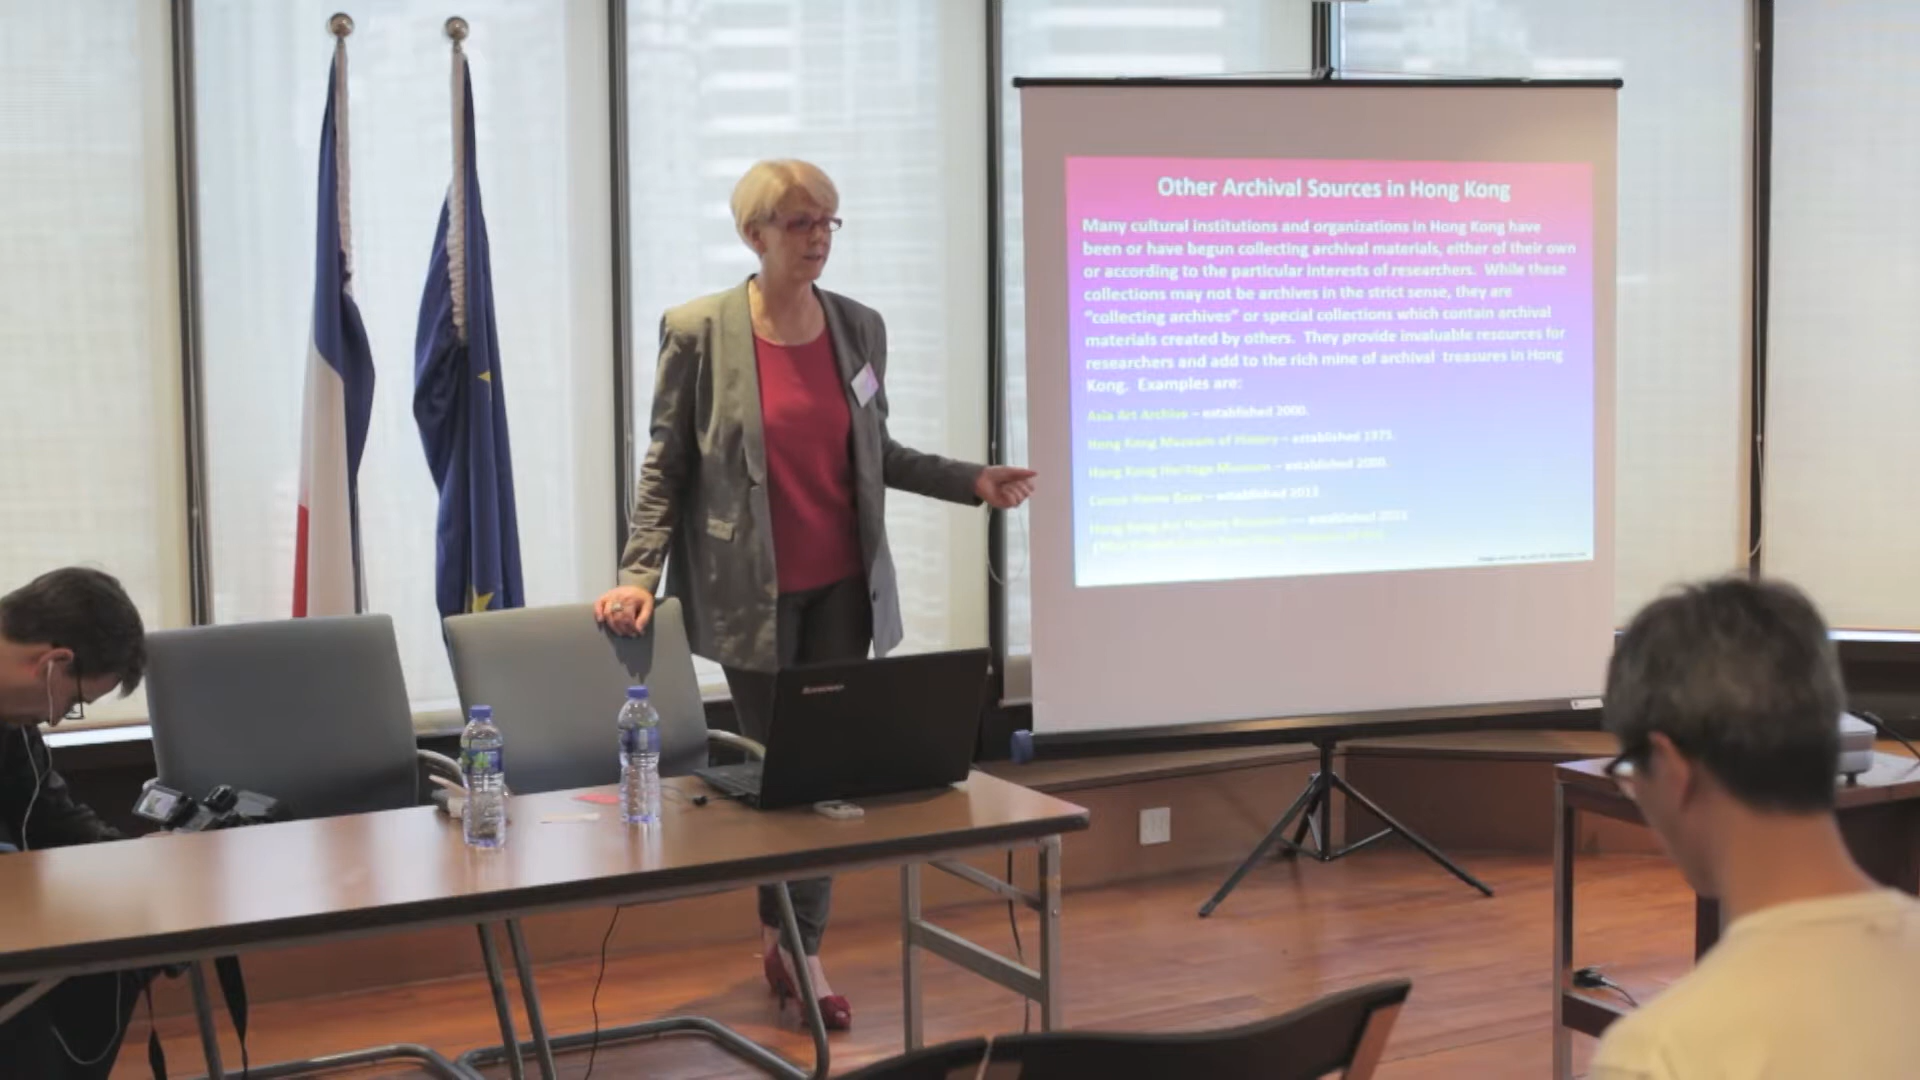 Other Archival Sources in Hong Kong
Many cultural institutions and organizations in Hong Kong have
been or have begun collecting archival materials, either of their own
or according to the particular interests of researchers. While these
collections may not be archives in the strict sense, they are
"collecting archives" or special collections which contain archival
materials created by others. They provide invaluable resources for
researchers and add to the rich mine of archival treasures in Hong
Kong. Examples are:
Asia Art Archive – established 2000.
Hong Kong Museum of History – established 1975.
Hong Kong Heritage Museum – established 2000.
– established 2013
Hong Kong Art History Research — established
lenovo